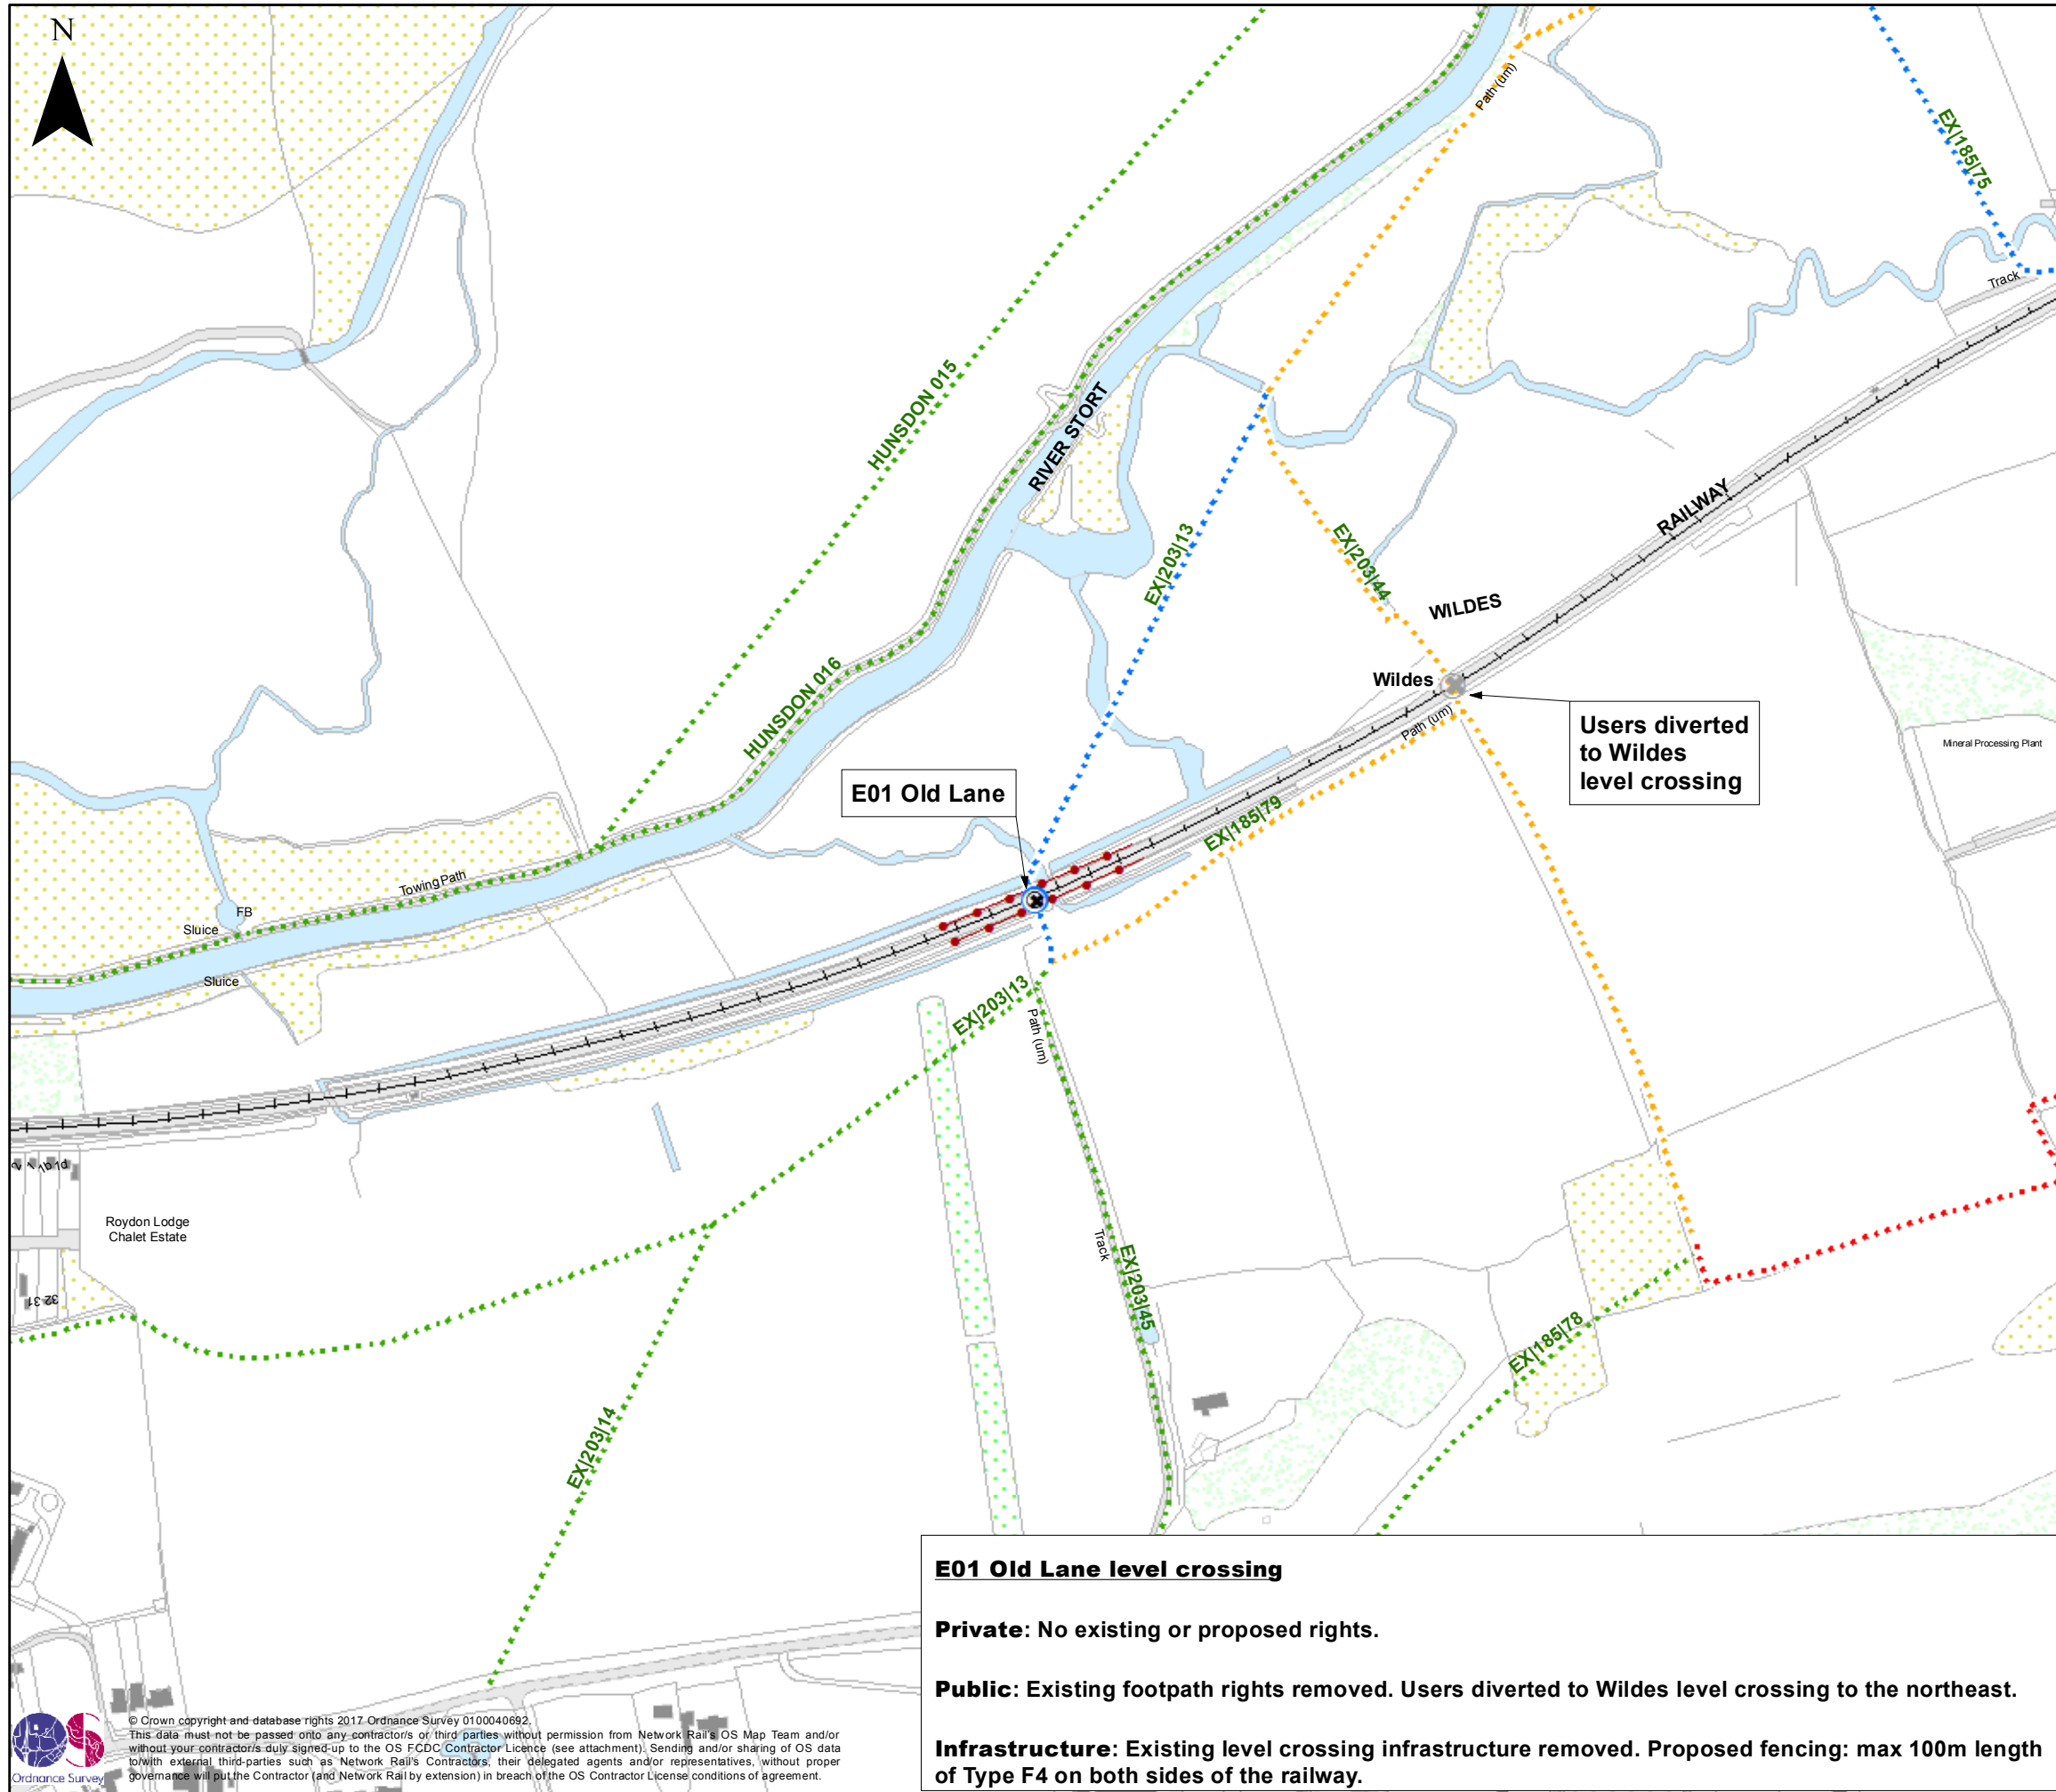 N
EX|185|75
Path (um)
Track
HUNSDON 015
RIVER STORT
RAILWAY
EX|203|13
EX|203|44
WILDES
Wildes
Path (um)
Users diverted
to Wildes
level crossing
Mineral Processing Plant
HUNSDON 016
E01 Old Lane
EX|185|79
Towing Path
FB
Sluice
Sluice
EX|203|13
Path (um)
2 1 1b 1d
Roydon Lodge
Chalet Estate
Track
EX|203|45
32 31
EX|185|78
EX|203|14
E01 Old Lane level crossing
Private: No existing or proposed rights.
Public: Existing footpath rights removed. Users diverted to Wildes level crossing to the northeast.
Infrastructure: Existing level crossing infrastructure removed. Proposed fencing: max 100m length
of Type F4 on both sides of the railway.
© Crown copyright and database rights 2017 Ordnance Survey 0100040692.
This data must not be passed onto any contractor/s or third parties without permission from Network Rail's OS Map Team and/or
without your contractor/s duly signed-up to the OS FCDC Contractor Licence (see attachment). Sending and/or sharing of OS data
to/with external third-parties such as Network Rail's Contractors, their delegated agents and/or representatives, without proper
governance will put the Contractor (and Network Rail by extension) in breach of the OS Contractor License conditions of agreement.
Ordnance Survey